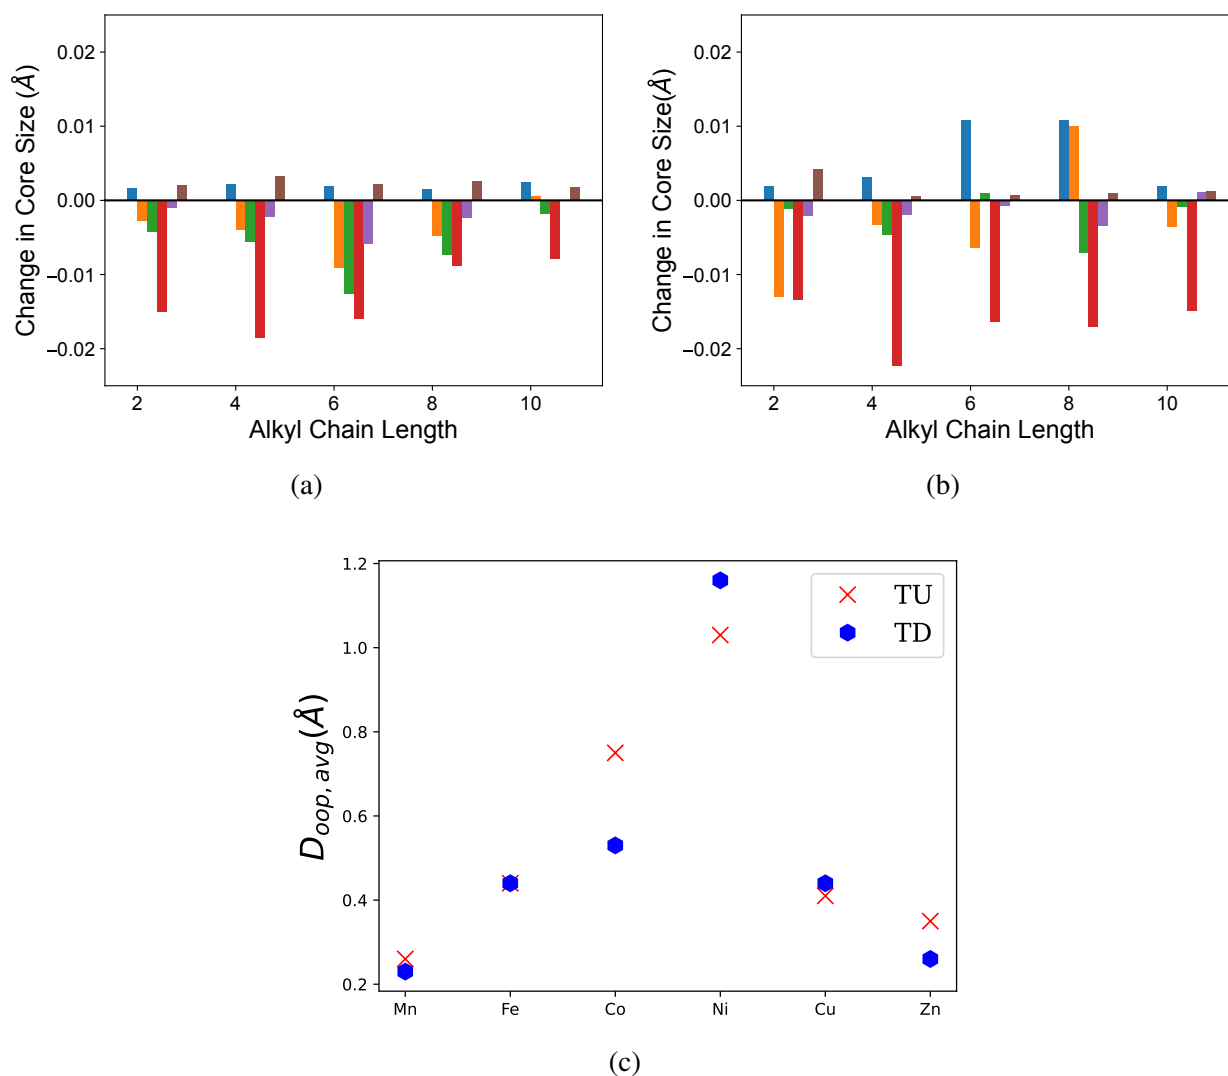 0.02
0.01
0.00
−0.01
−0.02
Change in Core Size (Å)
2 4 6 8 10
Alkyl Chain Length
(a)
0.02
0.01
0.00
−0.01
−0.02
Change in Core Size(Å)
2 4 6 8 10
Alkyl Chain Length
(b)
1.2
1.0
0.8
0.6
0.4
0.2
D_{oop,avg}(Å)
TU
TD
Mn Fe Co Ni Cu Zn
(c)